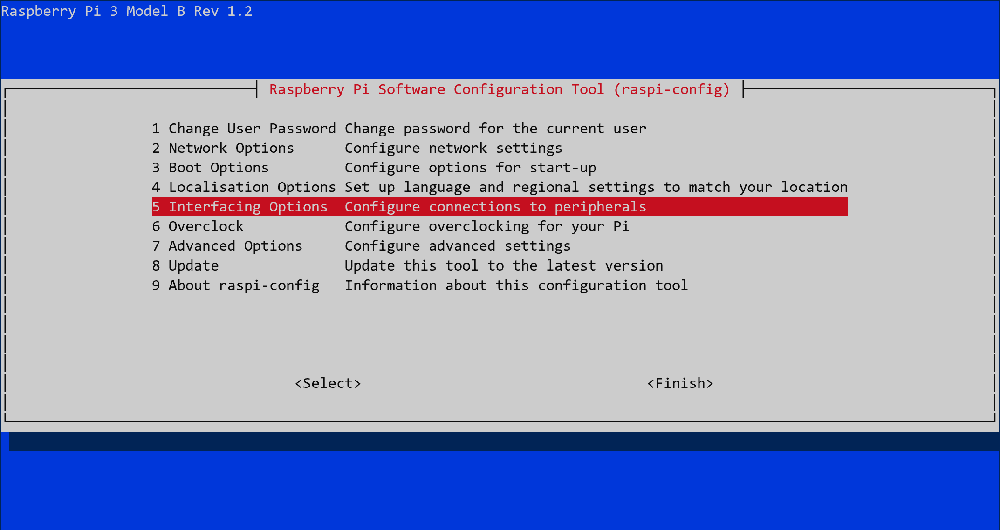 Raspberry Pi 3 Model B Rev 1.2
Raspberry Pi Software Configuration Tool (raspi-config)
1 Change User Password Change password for the current user
2 Network Options Configure network settings
3 Boot Options Configure options for start-up
4 Localisation Options Set up language and regional settings to match your location
5 Interfacing Options Configure connections to peripherals
6 Overclock Configure overclocking for your Pi
7 Advanced Options Configure advanced settings
8 Update Update this tool to the latest version
9 About raspi-config Information about this configuration tool
<Select> <Finish>